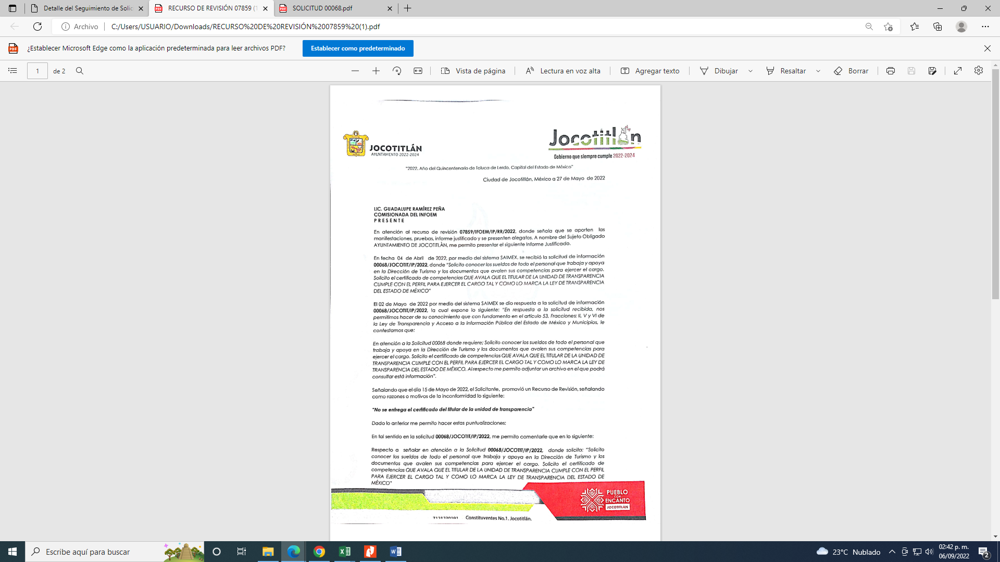 Detalle del Seguimiento de Solic
RECURSO DE REVISIÓN 07859 (1
SOLICITUD 00068.pdf
Archivo
C:/Users/USUARIO/Downloads/RECURSO%20DE%20REVISIÓN%2007859%20(1).pdf
¿Establecer Microsoft Edge como la aplicación predeterminada para leer archivos PDF?
Establecer como predeterminado
1 de 2
Vista de página
Lectura en voz alta
Agregar texto
Dibujar
Resaltar
Borrar
JOCOTITLÁN
AYUNTAMIENTO 2022-2024
Jocotitlán
Gobierno que siempre cumple 2022-2024
"2022. Año del Quincentenario de Toluca de Lerdo, Capital del Estado de México"
Ciudad de Jocotitlán, México a 27 de Mayo de 2022
LIC. GUADALUPE RAMÍREZ PEÑA
COMISIONADA DEL INFOEM
P R E S E N T E
En atención al recurso de revisión 07859/IFOEM/IP/RR/2022, donde señala que se aporten las
manifestaciones, pruebas, informe justificado y se presenten alegatos. A nombre del Sujeto Obligado
AYUNTAMIENTO DE JOCOTITLÀN, me permito presentar el siguiente Informe Justificado.
En fecha 04 de Abril de 2022, por medio del sistema SAIMEX, se recibió la solicitud de información
00068/JOCOTIT/IP/2022, donde "Solicito conocer los sueldos de todo el personal que trabaja y apoya
en la Dirección de Turismo y los documentos que avalen sus competencias para ejercer el cargo.
Solicito el certificado de competencias QUE AVALA QUE EL TITULAR DE LA UNIDAD DE TRANSPARENCIA
CUMPLE CON EL PERFIL PARA EJERCER EL CARGO TAL Y COMO LO MARCA LA LEY DE TRANSPARENCIA
DEL ESTADO DE MÉXICO"
El 02 de Mayo de 2022 por medio del sistema SAIMEX se dio respuesta a la solicitud de información
00068/JOCOTIT/IP/2022, la cual expone lo siguiente: "En respuesta a la solicitud recibida, nos
permitimos hacer de su conocimiento que con fundamento en el artículo 53, Fracciones: II, V y VI de
la Ley de Transparencia y Acceso a la Información Pública del Estado de México y Municipios, le
contestamos que:
En atención a la Solicitud 00068 donde requiere; Solicito conocer los sueldos de todo el personal que
trabaja y apoya en la Dirección de Turismo y los documentos que avalen sus competencias para
ejercer el cargo. Solicito el certificado de competencias QUE AVALA QUE EL TITULAR DE LA UNIDAD DE
TRANSPARENCIA CUMPLE CON EL PERFIL PARA EJERCER EL CARGO TAL Y COMO LO MARCA LA LEY DE
TRANSPARENCIA DEL ESTADO DE MÉXICO. Al respecto me permito adjuntar un archivo en el que podrá
consultar está información".
Señalando que el día 15 de Mayo de 2022, el Solicitante, promovió un Recurso de Revisión, señalando
como razones o motivos de la inconformidad lo siguiente:
"No se entrega el certificado del titular de la unidad de transparencia"
Dado lo anterior me permito hacer estas puntualizaciones:
En tal sentido en la solicitud 00068/JOCOTIT/IP/2022, me permito comentarle que en lo siguiente:
Respecto a señalar en atención a la Solicitud 00068/JOCOTIT/IP/2022, donde solicita: "Solicito
conocer los sueldos de todo el personal que trabaja y apoya en la Dirección de Turismo y los
documentos que avalen sus competencias para ejercer el cargo. Solicito el certificado de
competencias QUE AVALA QUE EL TITULAR DE LA UNIDAD DE TRANSPARENCIA CUMPLE CON EL PERFIL
PARA EJERCER EL CARGO TAL Y COMO LO MARCA LA LEY DE TRANSPARENCIA DEL ESTADO DE
MÉXICO"
PUEBLO
CON
ENCANTO
JOCOTITLÁN
Constituventes No.1, Jocotitlán.
Escribe aquí para buscar
23°C Nublado
02:42 p. m.
06/09/2022
2